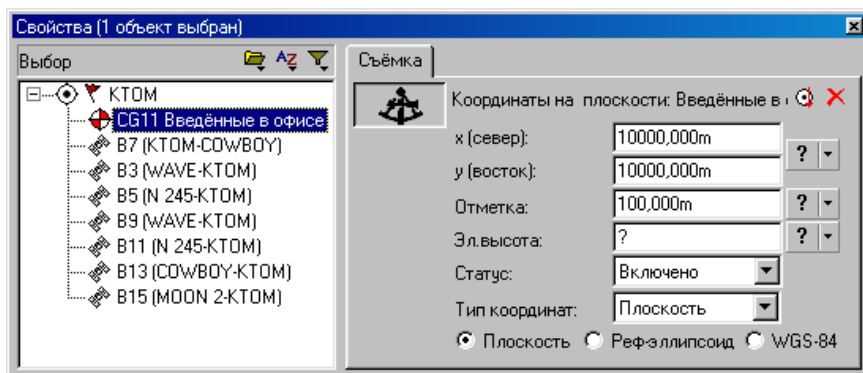 Свойства (1 объект выбран)
Выбор
KTOM
CG11 Введённые в офисе
B7 (KTOM-COWBOY)
B3 (WAVE-KTOM)
B5 (N 245-KTOM)
B9 (WAVE-KTOM)
B11 (N 245-KTOM)
B13 (COWBOY-KTOM)
B15 (MOON 2-KTOM)
Съёмка
Координаты на плоскости: Введённые в
x (север): 10000,000m
y (восток): 10000,000m
?
Отметка: 100,000m ?
Эл.высота: ? ?
Статус: Включено
Тип координат: Плоскость
Плоскость Реф-эллипсоид WGS-84